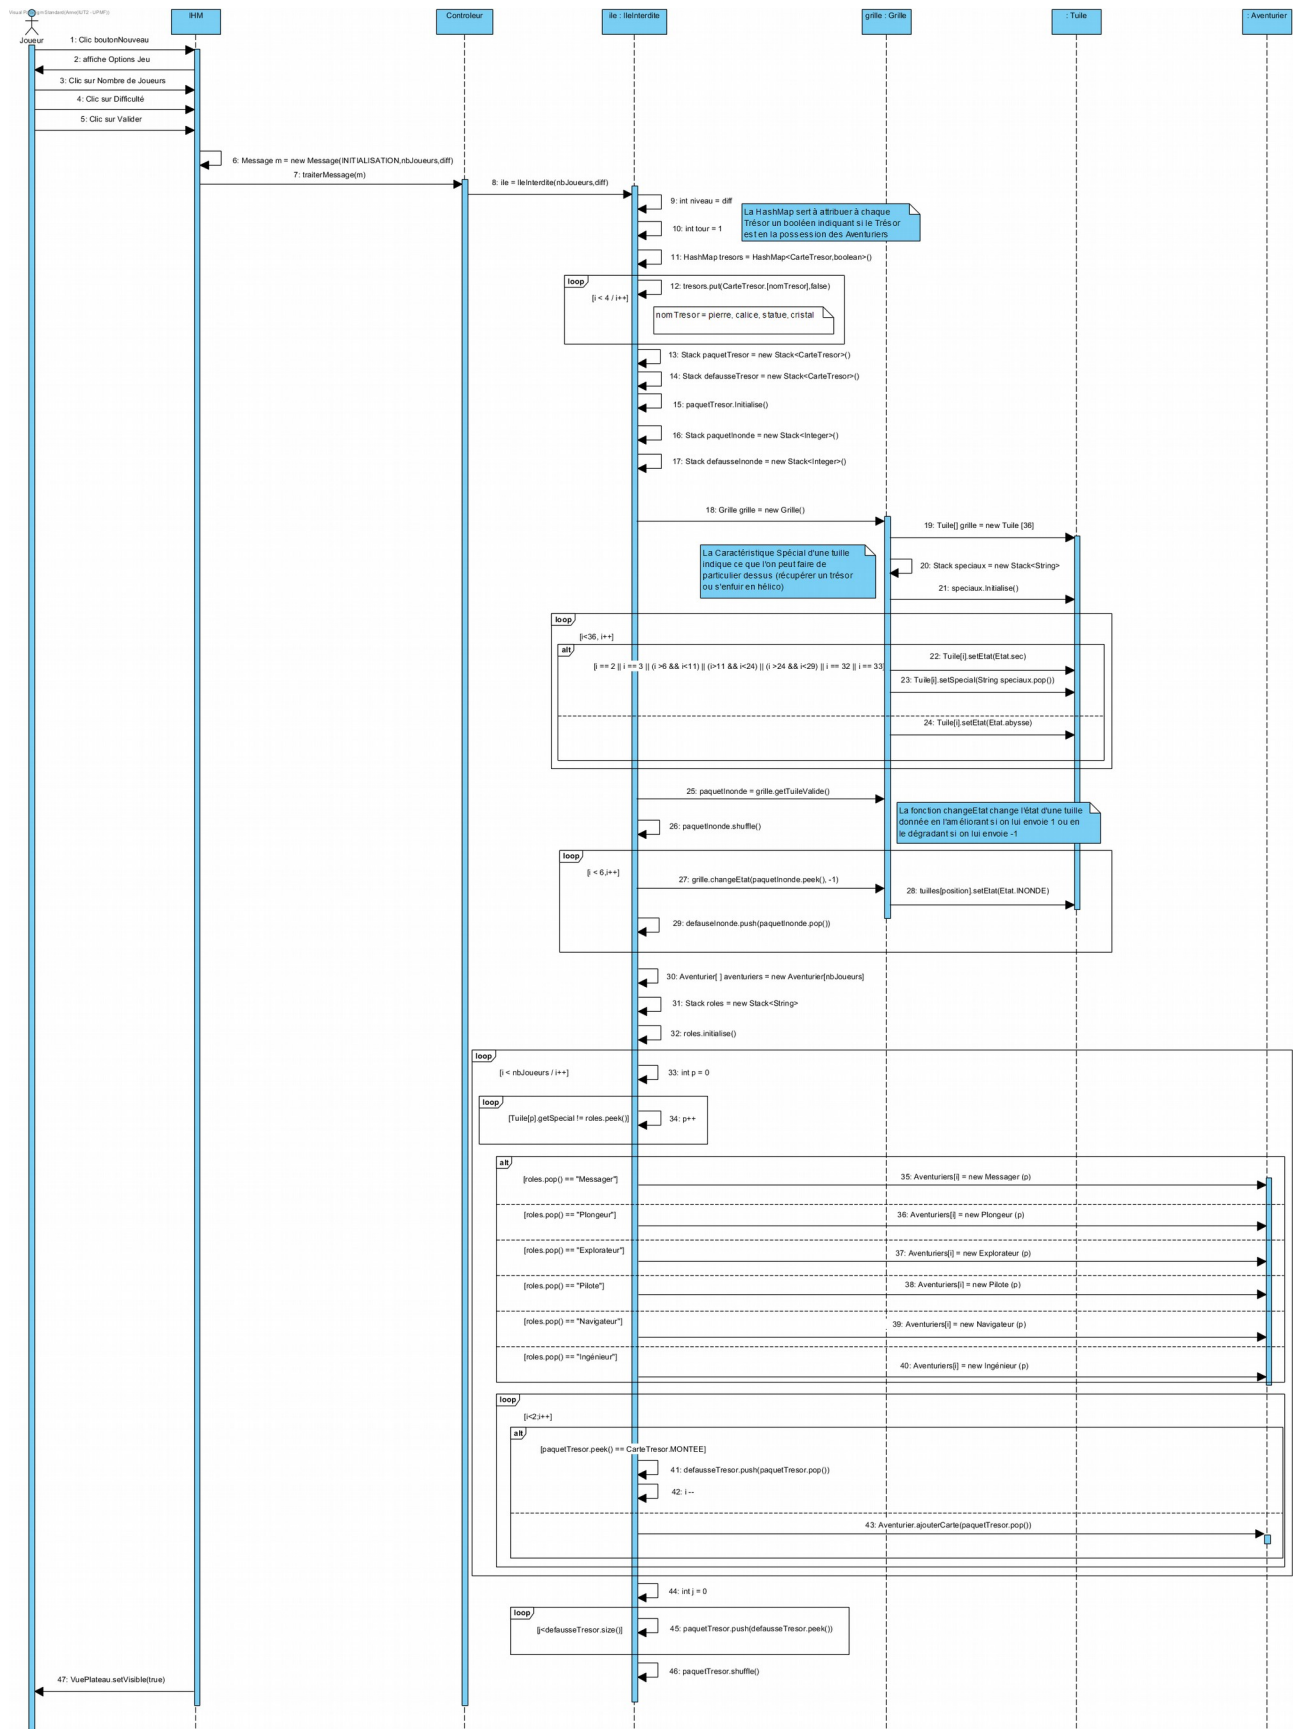 Joueur
IHM
Controleur
ile : IleInterdite
grille : Grille
: Tuile
: Aventurier
1: Clic boutonNouveau
2: affiche Options Jeu
3: Clic sur Nombre de Joueurs
4: Clic sur Difficulté
5: Clic sur Valider
6: Message m = new Message(INITIALISATION,nbJoueurs,diff)
7: traiterMessage(m)
8: ile = IleInterdite(nbJoueurs,diff)
9: int niveau = diff
La HashMap sert à attribuer à chaque
Trésor un booléen indiquant si le Trésor
est en la possession des Aventuriers
10: int tour = 1
11: HashMap tresors = HashMap<CarteTresor,boolean>()
loop
[i < 4 / i++]
12: tresors.put(CarteTresor.[nomTresor],false)
nomTresor = pierre, calice, statue, cristal
13: Stack paquetTresor = new Stack<CarteTresor>()
14: Stack defausseTresor = new Stack<CarteTresor>()
15: paquetTresor.Initialise()
16: Stack paquetInonde = new Stack<Integer>()
17: Stack defausseInonde = new Stack<Integer>()
18: Grille grille = new Grille()
19: Tuile[] grille = new Tuile [36]
La Caractéristique Spécial d'une tuille
indique ce que l'on peut faire de
particulier dessus (récupérer un trésor
ou s'enfuir en hélico)
20: Stack speciaux = new Stack<String>
21: speciaux.Initialise()
loop
[i<36, i++]
alt
[i == 2 || i == 3 || (i >6 && i<11) || (i>11 && i<24) || (i >24 && i<29) || i == 32 || i == 33]
22: Tuile[i].setEtat(Etat.sec)
23: Tuile[i].setSpecial(String speciaux.pop())
24: Tuile[i].setEtat(Etat.abysse)
25: paquetInonde = grille.getTuileValide()
La fonction changeEtat change l'état d'une tuille
donnée en l'améliorant si on lui envoie 1 ou en
le dégradant si on lui envoie -1
26: paquetInonde.shuffle()
loop
[i < 6,i++]
27: grille.changeEtat(paquetInonde.peek(), -1)
28: tuilles[position].setEtat(Etat.INONDE)
29: defauseInonde.push(paquetInonde.pop())
30: Aventurier[ ] aventuriers = new Aventurier[nbJoueurs]
31: Stack roles = new Stack<String>
32: roles.initialise()
loop
[i < nbJoueurs / i++]
33: int p = 0
loop
[Tuile[p].getSpecial != roles.peek()]
34: p++
alt
[roles.pop() == "Messager"]
35: Aventuriers[i] = new Messager (p)
[roles.pop() == "Plongeur"]
36: Aventuriers[i] = new Plongeur (p)
[roles.pop() == "Explorateur"]
37: Aventuriers[i] = new Explorateur (p)
[roles.pop() == "Pilote"]
38: Aventuriers[i] = new Pilote (p)
[roles.pop() == "Navigateur"]
39: Aventuriers[i] = new Navigateur (p)
[roles.pop() == "Ingénieur"]
40: Aventuriers[i] = new Ingénieur (p)
loop
[i<2;i++]
alt
[paquetTresor.peek() == CarteTresor.MONTEE]
41: defausseTresor.push(paquetTresor.pop())
42: i --
43: Aventurier.ajouterCarte(paquetTresor.pop())
44: int j = 0
loop
[j<defausseTresor.size()]
45: paquetTresor.push(defausseTresor.peek())
46: paquetTresor.shuffle()
47: VuePlateau.setVisible(true)